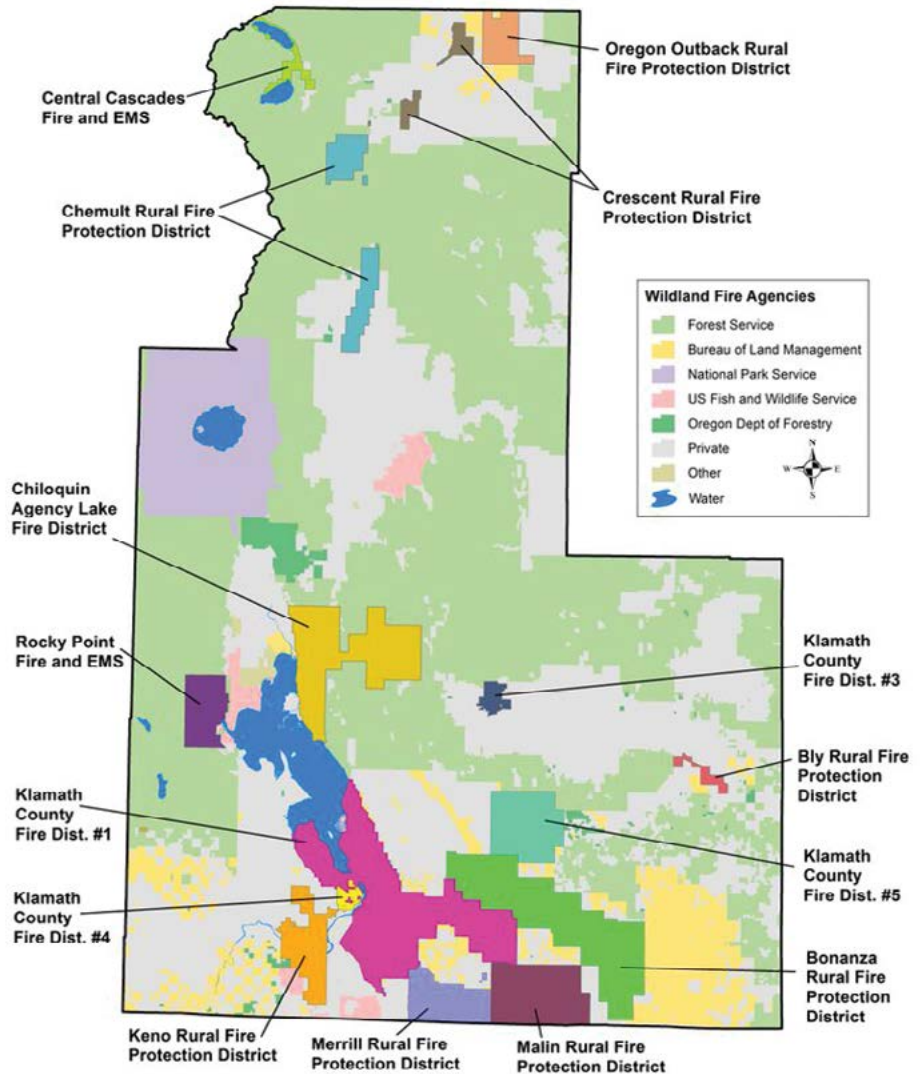 Oregon Outback Rural
Fire Protection District
Central Cascades
Fire and EMS
Crescent Rural Fire
Protection District
Chemult Rural Fire
Protection District
Wildland Fire Agencies
Forest Service
Bureau of Land Management
National Park Service
US Fish and Wildlife Service
Oregon Dept of Forestry
Private
Other
Water
N
W
E
S
Chiloquin
Agency Lake
Fire District
Rocky Point
Fire and EMS
Klamath
County
Fire Dist. #3
Bly Rural Fire
Protection
District
Klamath
County
Fire Dist. #1
Klamath
County
Fire Dist. #5
Klamath
County
Fire Dist. #4
Bonanza
Rural Fire
Protection
District
Keno Rural Fire
Protection District
Merrill Rural Fire
Protection District
Malin Rural Fire
Protection District